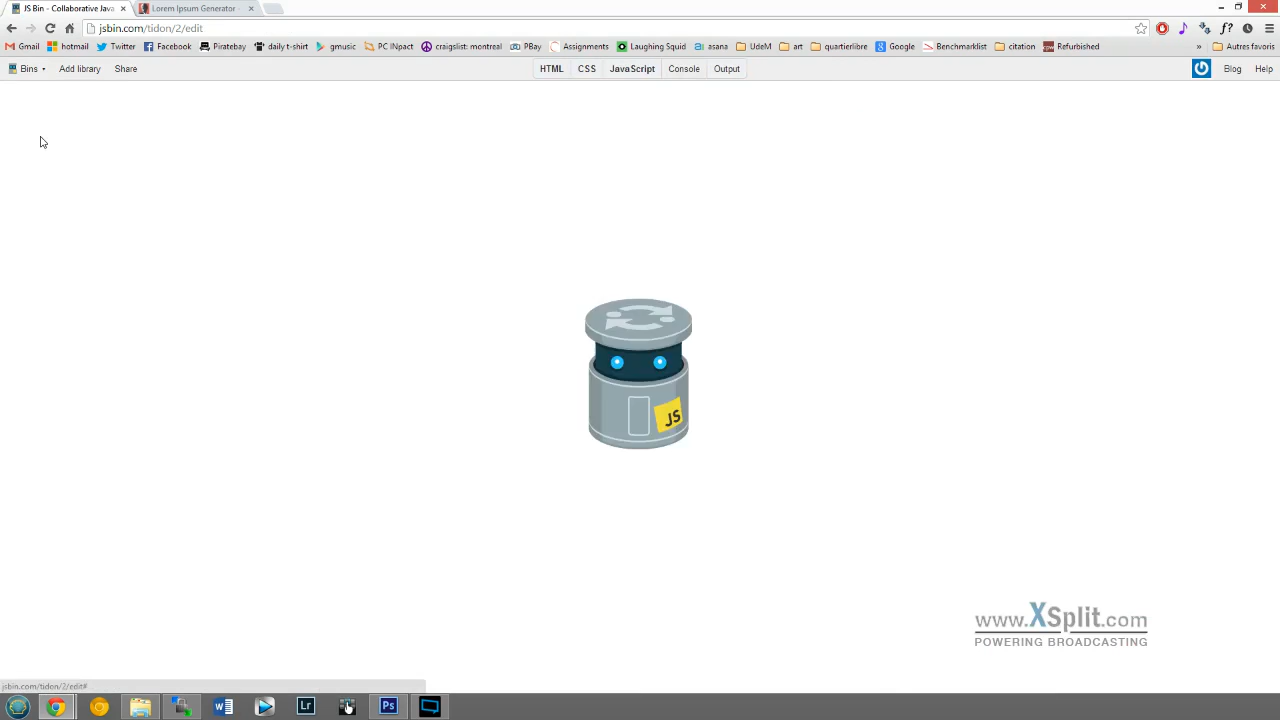 JS Bin - Collaborative Java
Lorem Ipsum Generator -
jsbin.com/tidon/2/edit
Gmail hotmail Twitter Facebook Piratebay daily t-shirt gmusic PC INpact craigslist: montreal PBay Assignments Laughing Squid asana UdeM art quartierlibre Google Benchmarklist citation Refurbished » Autres favoris
Bins Add library Share HTML CSS JavaScript Console Output Blog Help
JS
www.XSplit.com
POWERING BROADCASTING
jsbin.com/tidon/2/edit#
Lr Ps